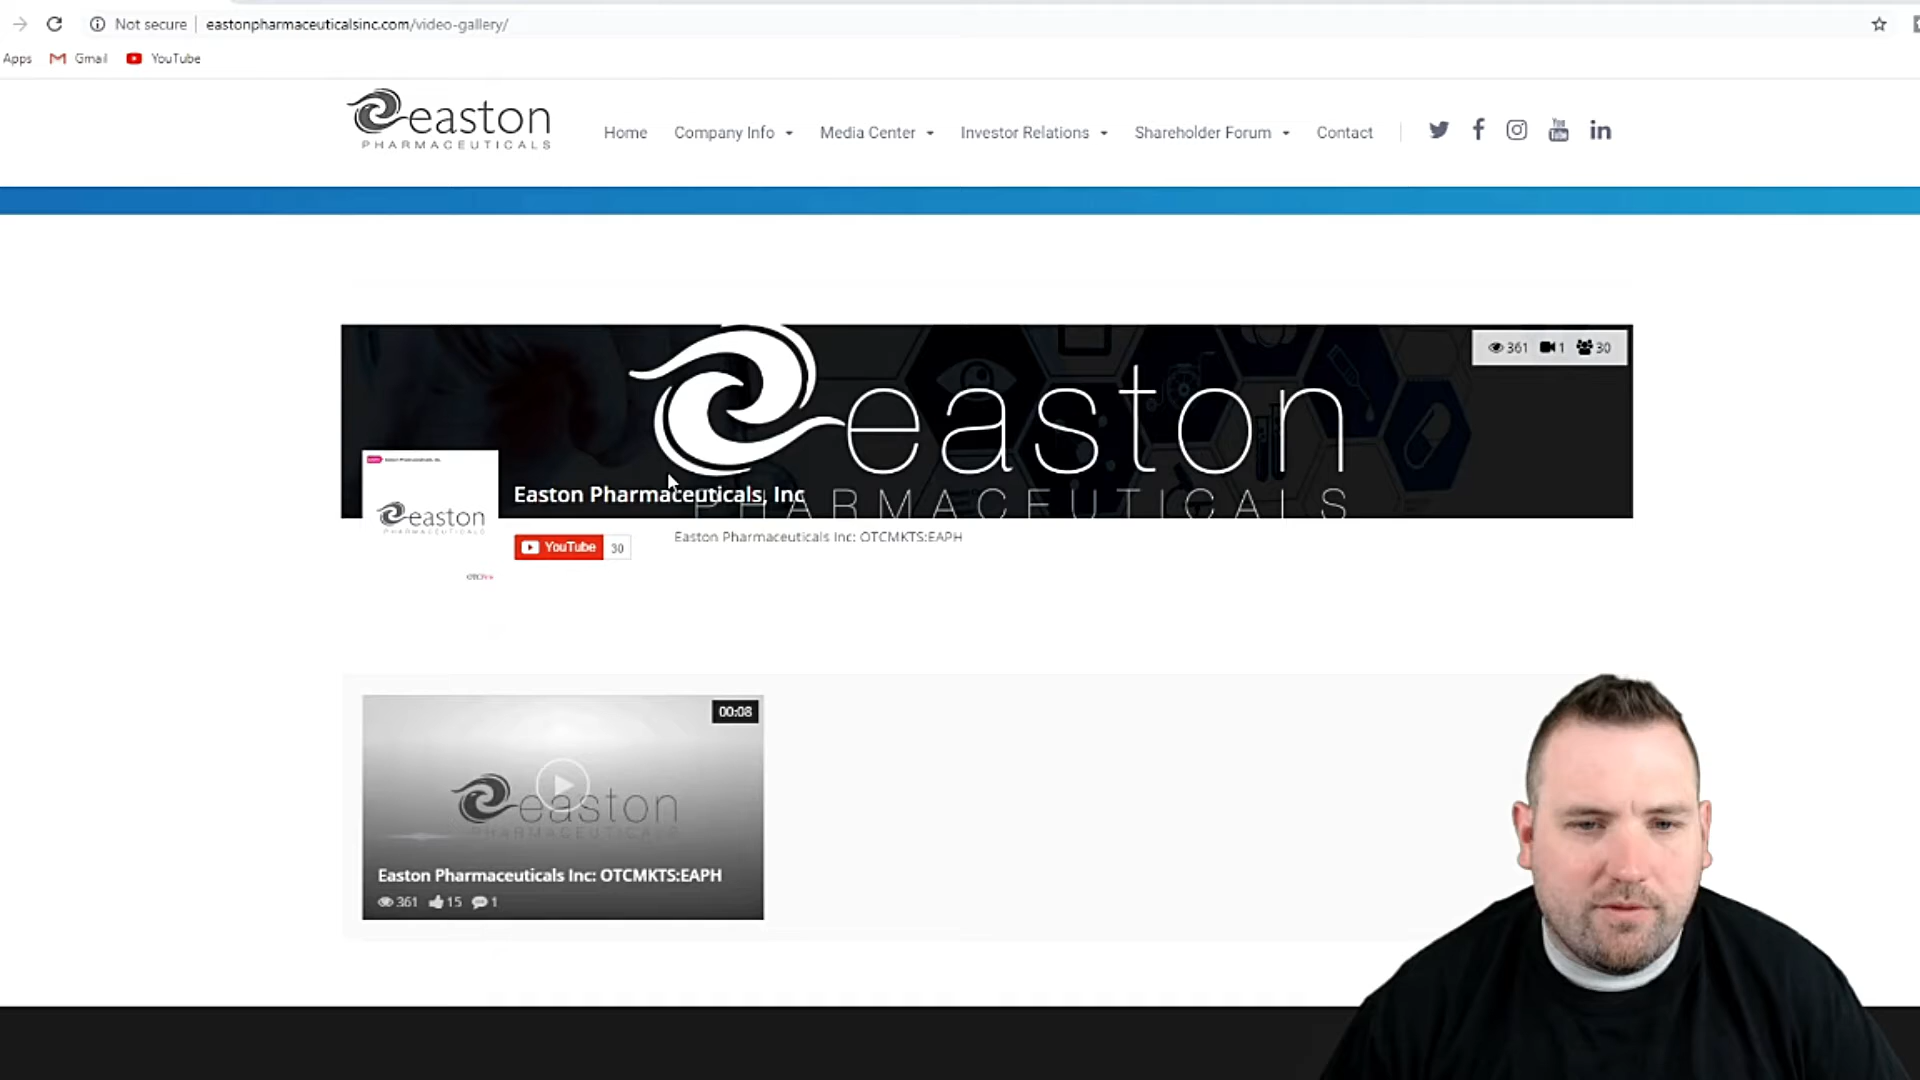 Not secure eastonpharmaceuticalsinc.com/video-gallery/
Apps Gmail YouTube
easton
PHARMACEUTICALS
Home Company Info Media Center Investor Relations Shareholder Forum Contact
361 1 30
easton
PHARMACEUTICALS
easton
PHARMACEUTICALS
Easton Pharmaceuticals, Inc
YouTube 30
Easton Pharmaceuticals Inc: OTCMKTS:EAPH
00:08
easton
PHARMACEUTICALS
Easton Pharmaceuticals Inc: OTCMKTS:EAPH
361 15 1